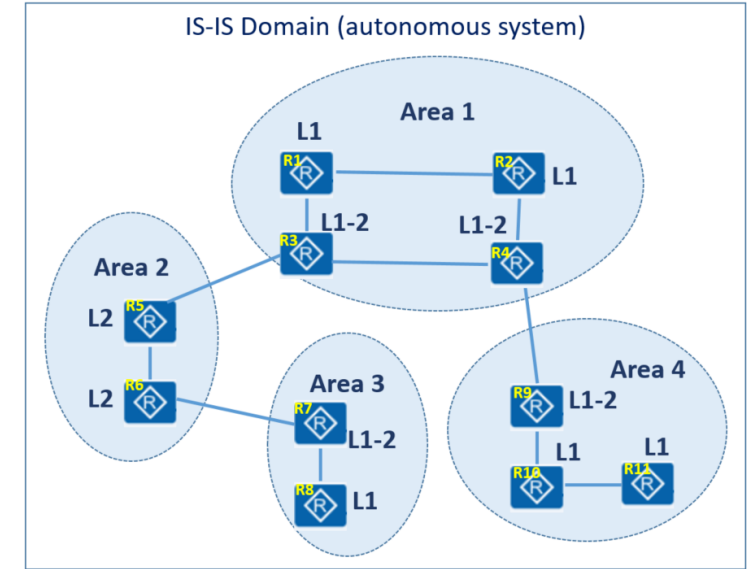 IS-IS Domain (autonomous system)
Area 1
L1
R1
R
R2
R
L1
L1-2
L1-2
R3
R
R4
R
Area 2
R5
R
L2
R6
R
L2
Area 3
R7
R
L1-2
R8
R
L1
Area 4
R9
R
L1-2
L1
L1
R10
R
R11
R